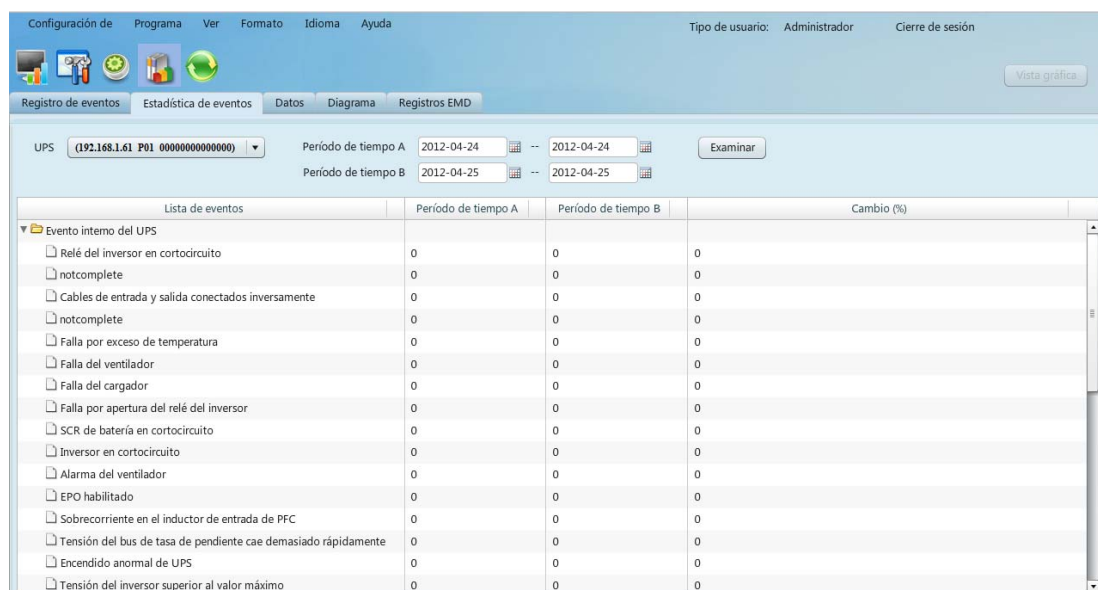 Configuración de Programa Ver Formato Idioma Ayuda Tipo de usuario: Administrador Cierre de sesión
Vista gráfica
Registro de eventos Estadística de eventos Datos Diagrama Registros EMD
UPS (192.168.1.61 P01 00000000000000) Período de tiempo A 2012-04-24 -- 2012-04-24 Examinar
Período de tiempo B 2012-04-25 -- 2012-04-25
Lista de eventos Período de tiempo A Período de tiempo B Cambio (%)
Evento interno del UPS
Relé del inversor en cortocircuito 0 0 0
notcomplete 0 0 0
Cables de entrada y salida conectados inversamente 0 0 0
notcomplete 0 0 0
Falla por exceso de temperatura 0 0 0
Falla del ventilador 0 0 0
Falla del cargador 0 0 0
Falla por apertura del relé del inversor 0 0 0
SCR de batería en cortocircuito 0 0 0
Inversor en cortocircuito 0 0 0
Alarma del ventilador 0 0 0
EPO habilitado 0 0 0
Sobrecorriente en el inductor de entrada de PFC 0 0 0
Tensión del bus de tasa de pendiente cae demasiado rápidamente 0 0 0
Encendido anormal de UPS 0 0 0
Tensión del inversor superior al valor máximo 0 0 0